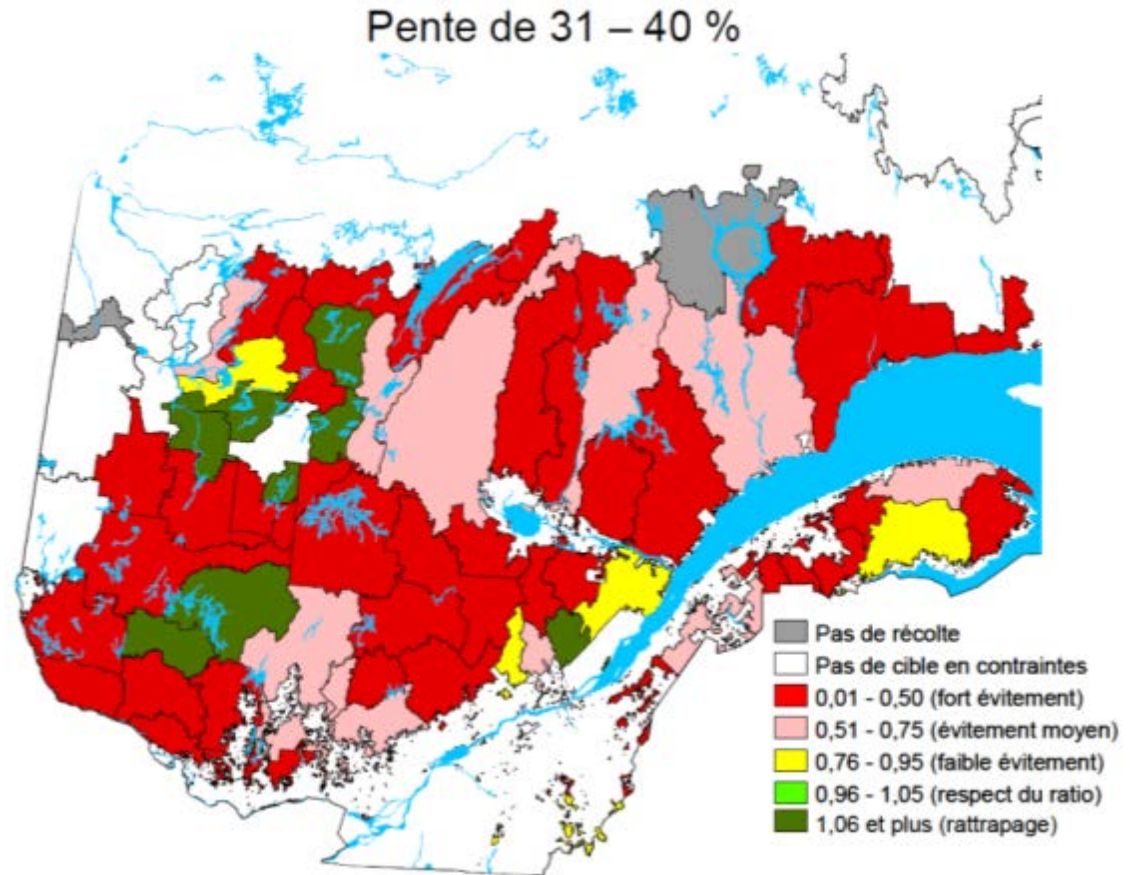 Pente de 31 – 40 %
Pas de récolte
Pas de cible en contraintes
0,01 - 0,50 (fort évitement)
0,51 - 0,75 (évitement moyen)
0,76 - 0,95 (faible évitement)
0,96 - 1,05 (respect du ratio)
1,06 et plus (rattrapage)